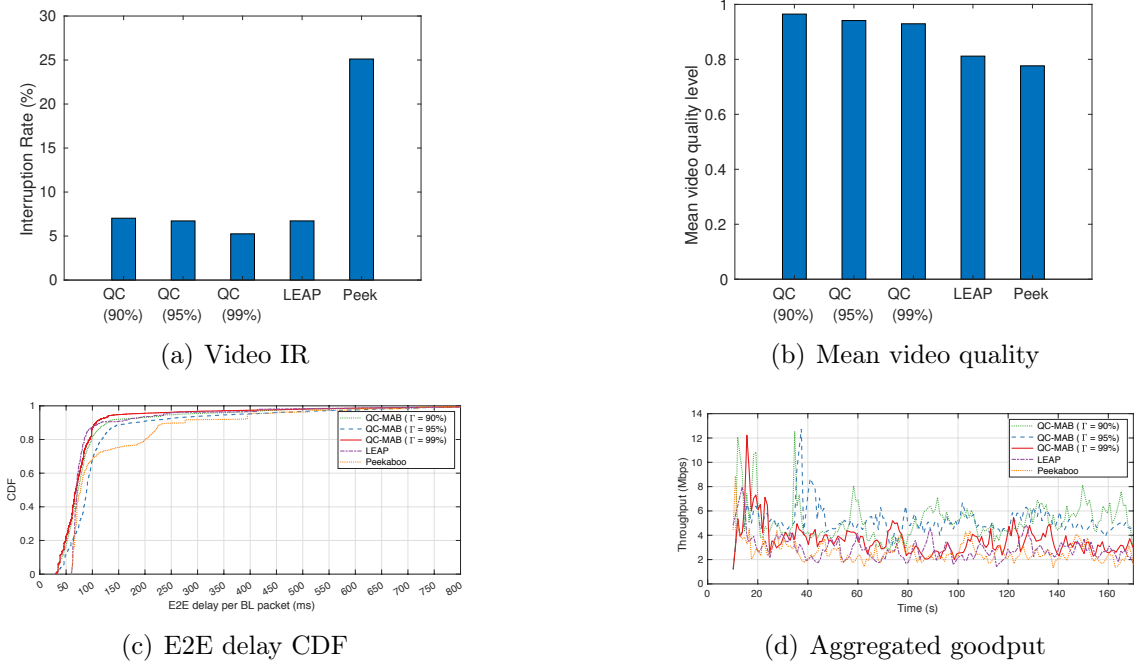 30
25
20
15
10
5
0
Interruption Rate (%)
QC (90%)
QC (95%)
QC (99%)
LEAP
Peek
(a) Video IR
1
0.8
0.6
0.4
0.2
0
Mean video quality level
QC (90%)
QC (95%)
QC (99%)
LEAP
Peek
(b) Mean video quality
1
0.8
0.6
0.4
0.2
0
CDF
QC-MAB ( Γ = 90%)
QC-MAB ( Γ = 95%)
QC-MAB ( Γ = 99%)
LEAP
Peekaboo
0 50 100 150 200 250 300 350 400 450 500 550 600 650 700 750 800
E2E delay per BL packet (ms)
(c) E2E delay CDF
14
12
10
8
6
4
2
0
Throughput (Mbps)
QC-MAB ( Γ = 90%)
QC-MAB ( Γ = 95%)
QC-MAB ( Γ = 99%)
LEAP
Peekaboo
0 20 40 60 80 100 120 140 160
Time (s)
(d) Aggregated goodput